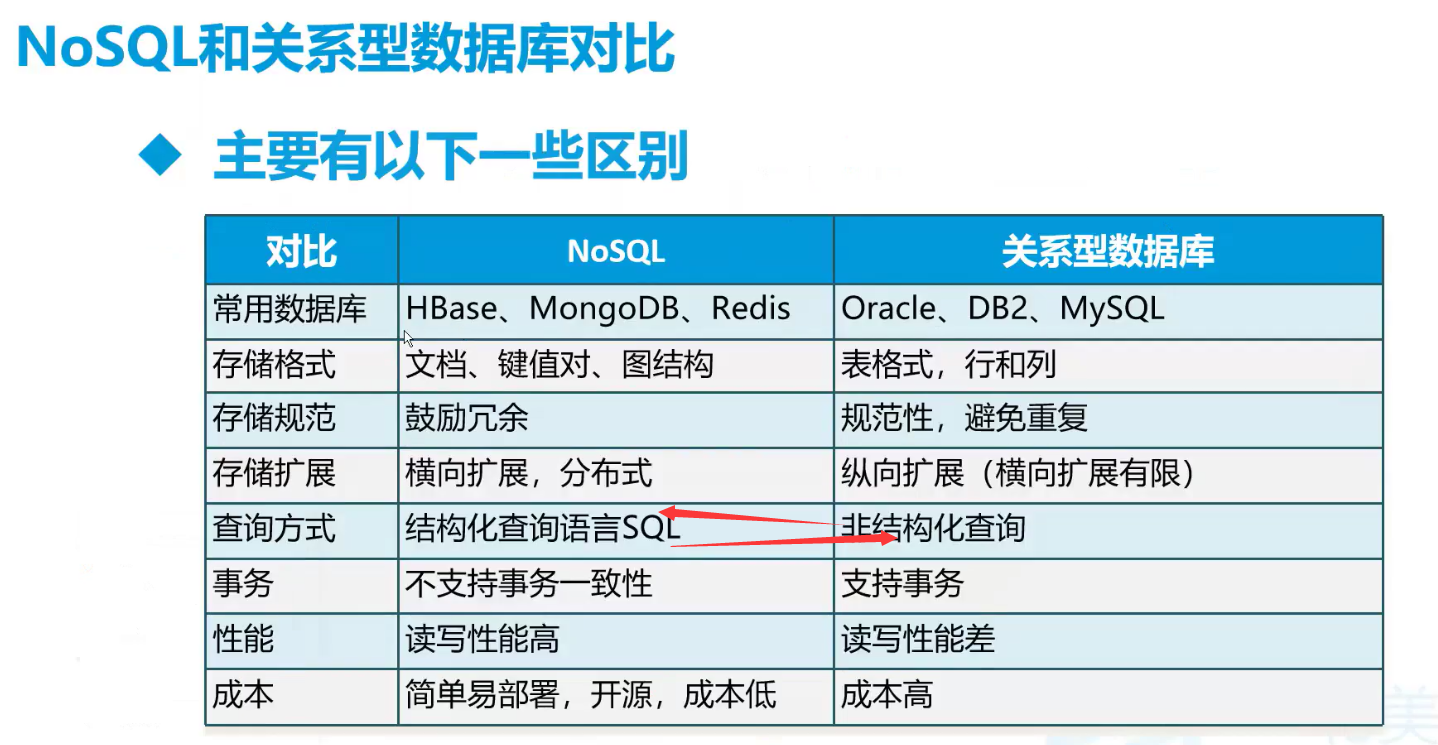 NoSQL和关系型数据库对比
主要有以下一些区别
对比 NoSQL 关系型数据库
常用数据库 HBase、MongoDB、Redis Oracle、DB2、MySQL
存储格式 文档、键值对、图结构 表格式，行和列
存储规范 鼓励冗余 规范性，避免重复
存储扩展 横向扩展，分布式 纵向扩展（横向扩展有限）
查询方式 结构化查询语言SQL 非结构化查询
事务 不支持事务一致性 支持事务
性能 读写性能高 读写性能差
成本 简单易部署，开源，成本低 成本高
美